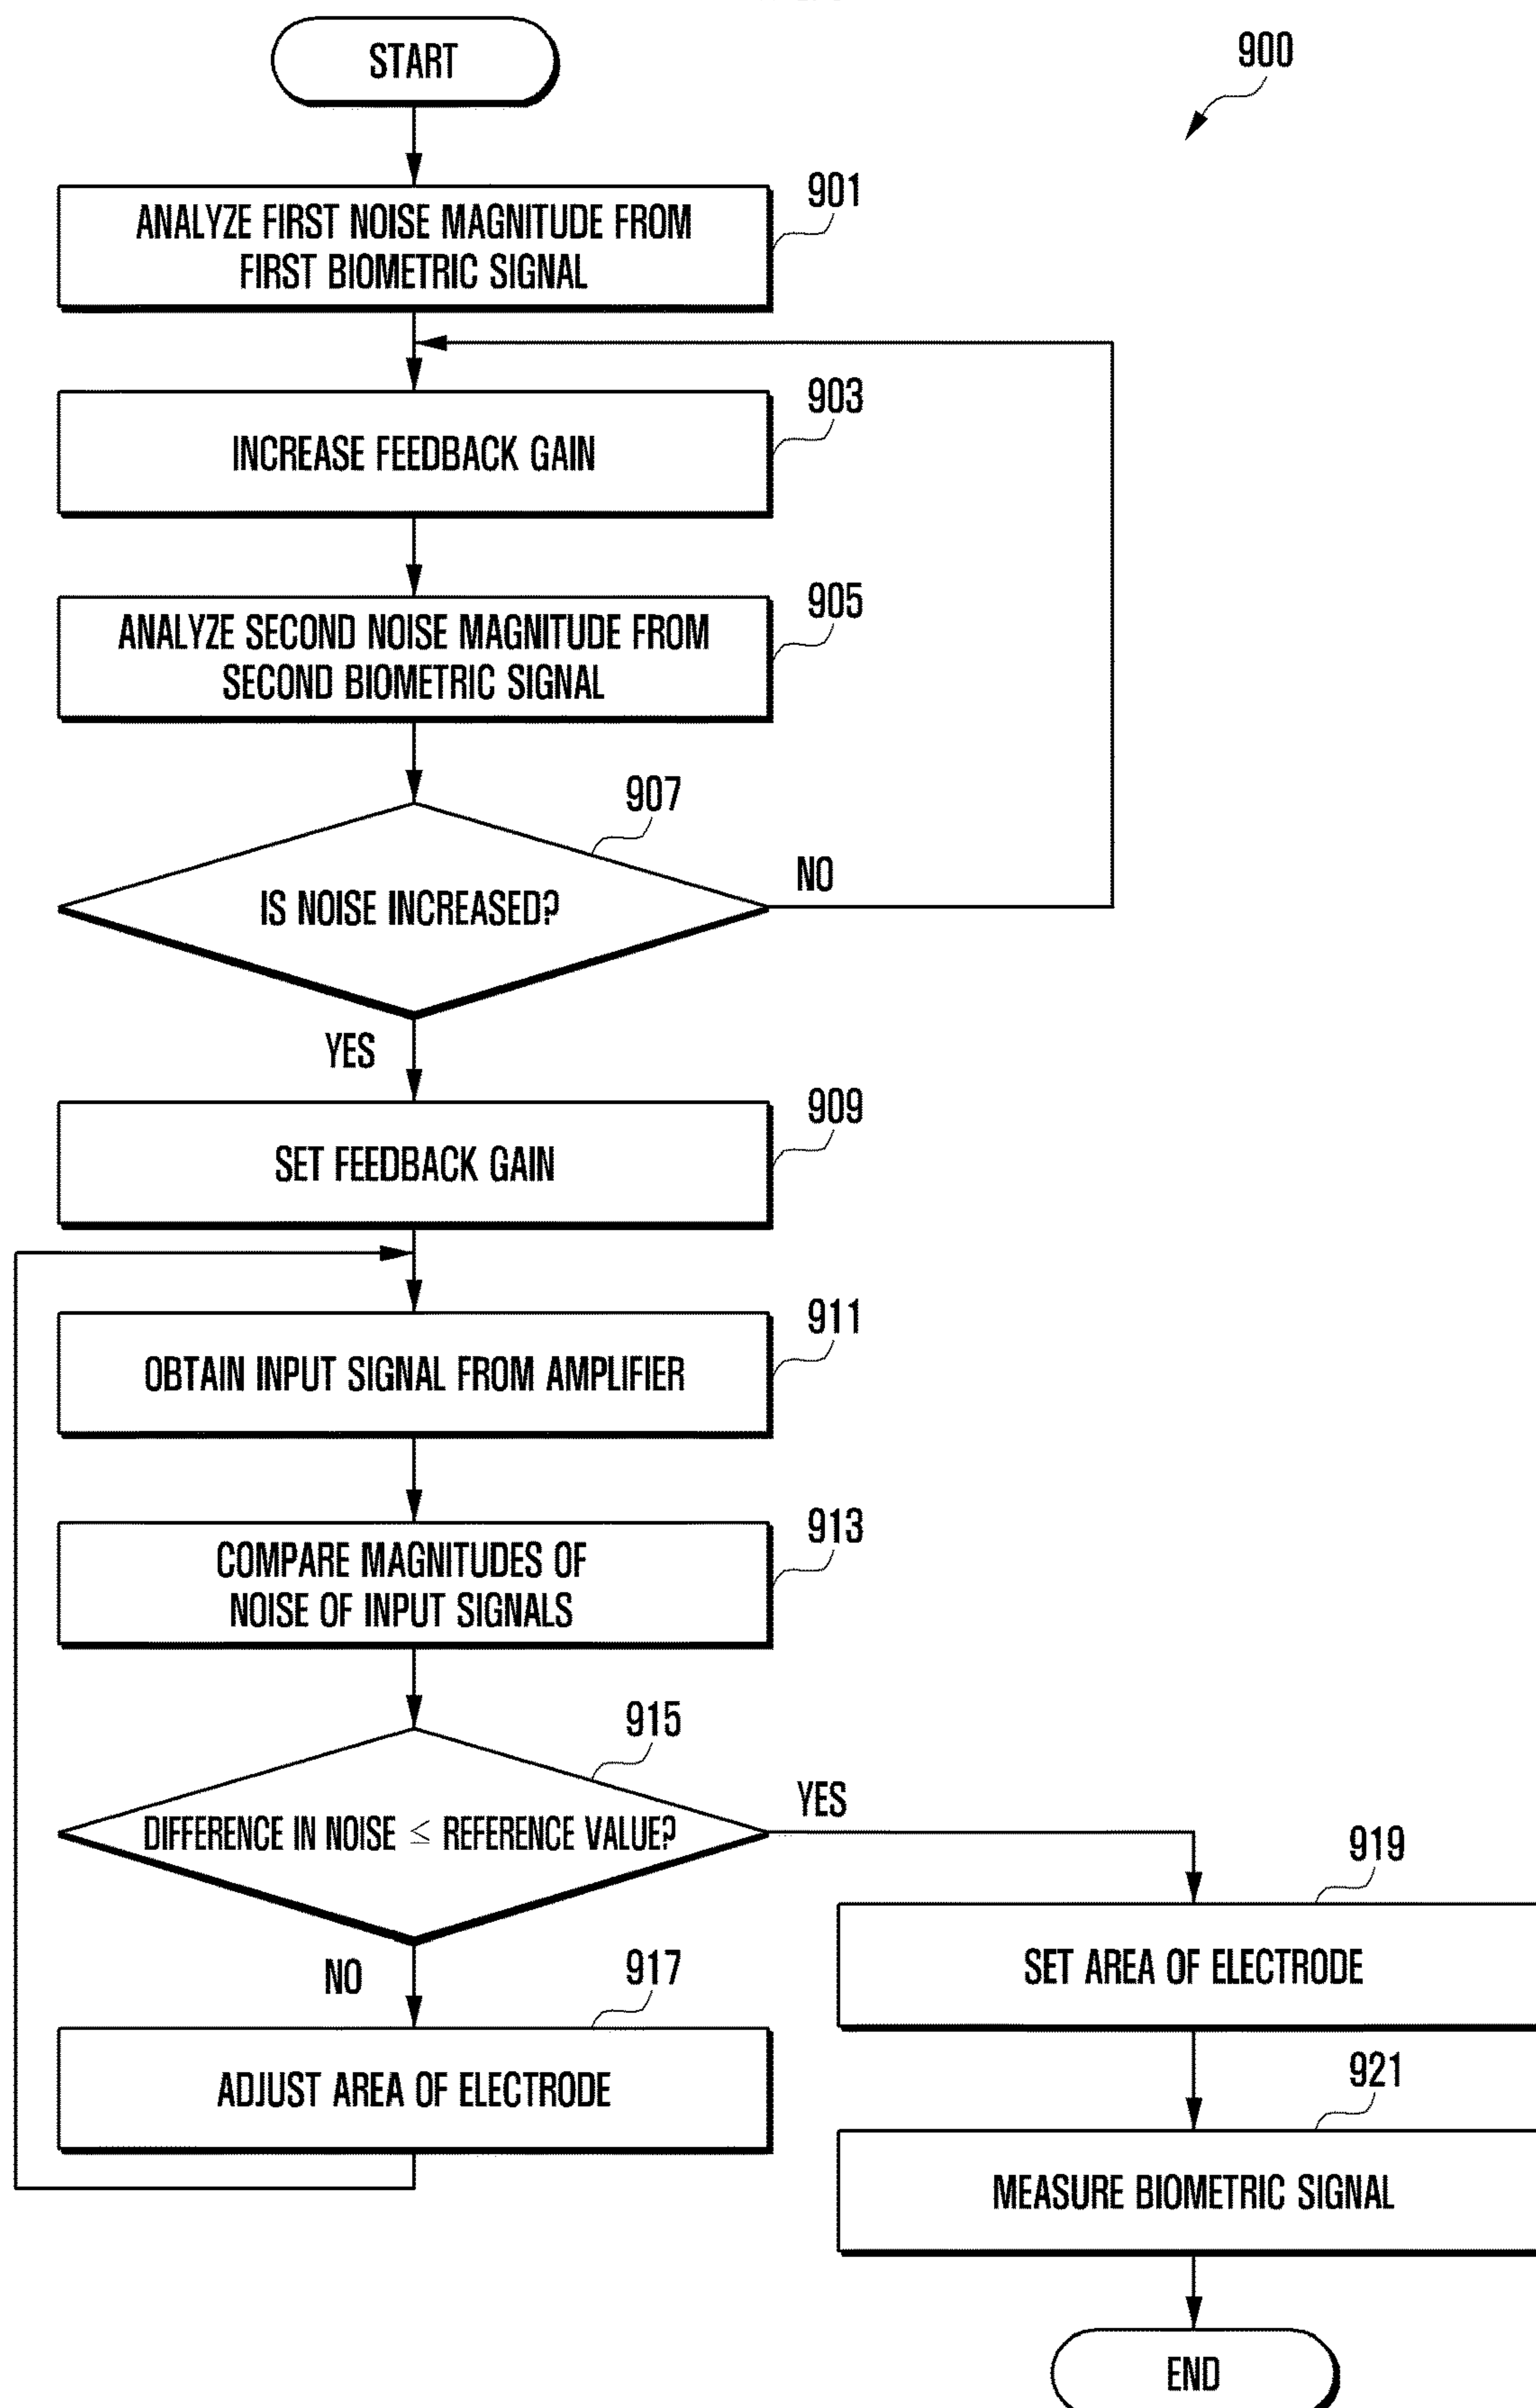 START
900
ANALYZE FIRST NOISE MAGNITUDE FROM
FIRST BIOMETRIC SIGNAL
901
INCREASE FEEDBACK GAIN
903
ANALYZE SECOND NOISE MAGNITUDE FROM
SECOND BIOMETRIC SIGNAL
905
IS NOISE INCREASED?
907
NO
YES
SET FEEDBACK GAIN
909
OBTAIN INPUT SIGNAL FROM AMPLIFIER
911
COMPARE MAGNITUDES OF
NOISE OF INPUT SIGNALS
913
DIFFERENCE IN NOISE ≤ REFERENCE VALUE?
915
YES
NO
ADJUST AREA OF ELECTRODE
917
SET AREA OF ELECTRODE
919
MEASURE BIOMETRIC SIGNAL
921
END